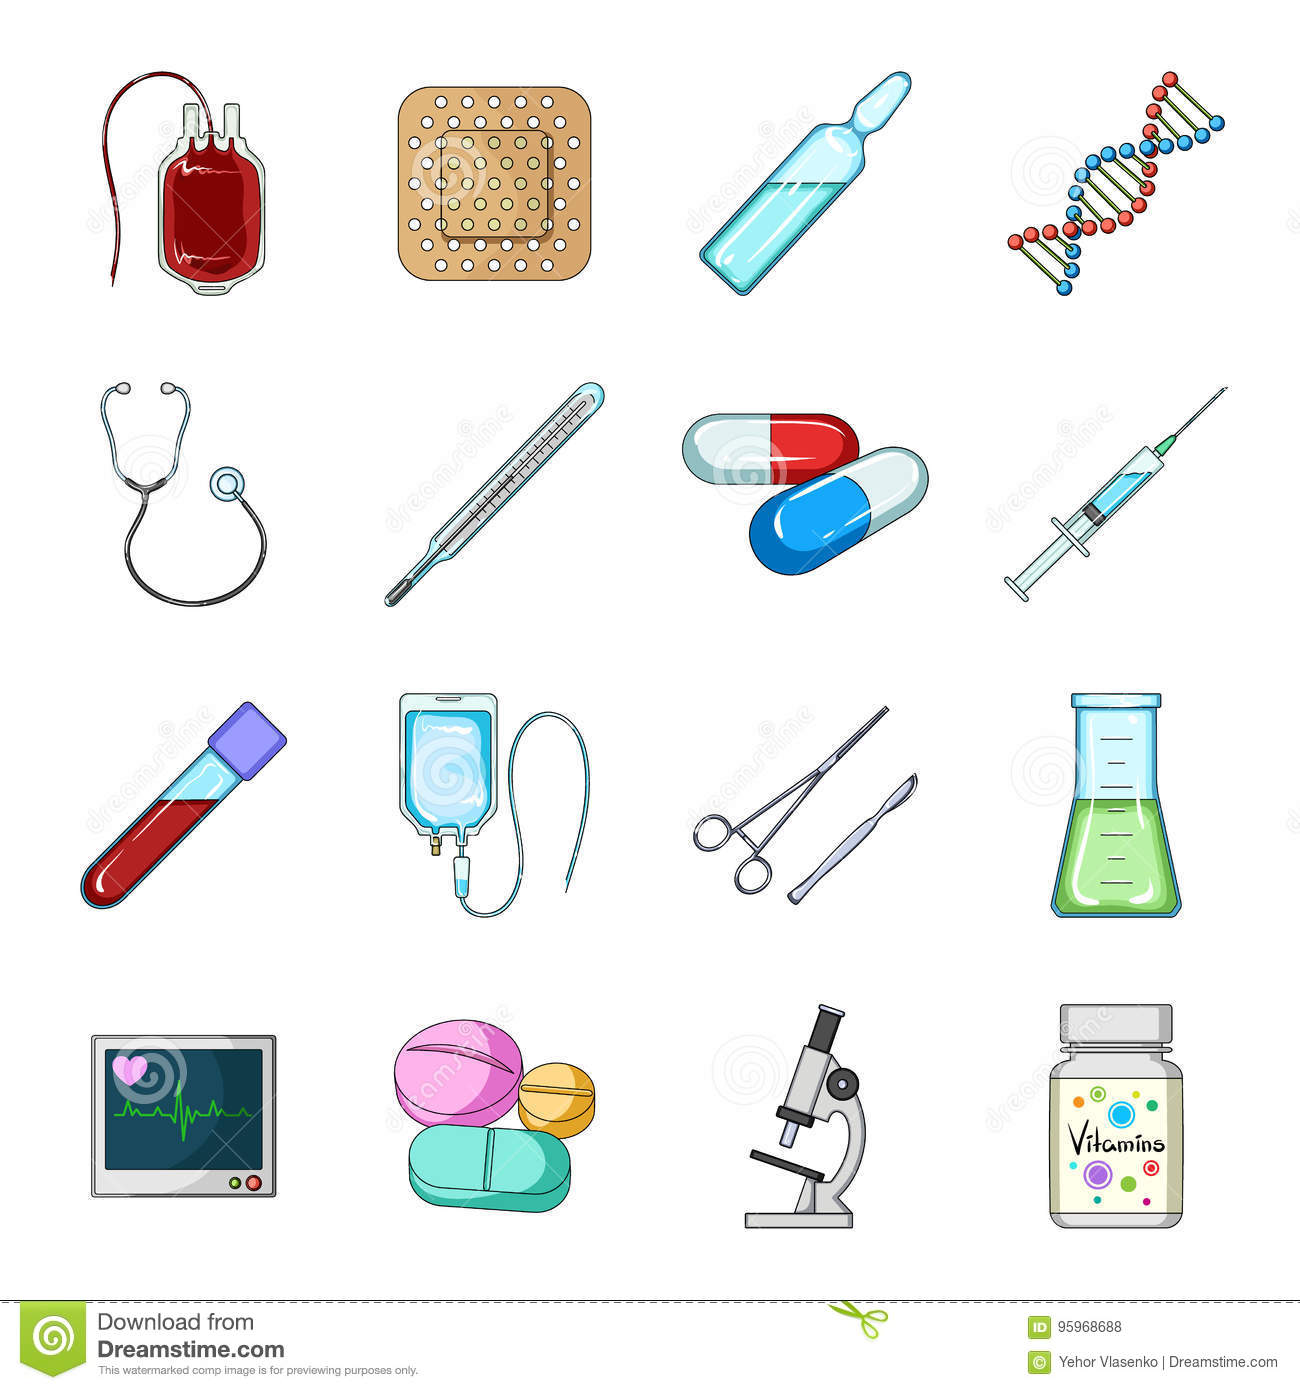 Vitamins
Download from
Dreamstime.com
This watermarked comp image is for previewing purposes only.
ID 95968688
© Yehor Vlasenko | Dreamstime.com